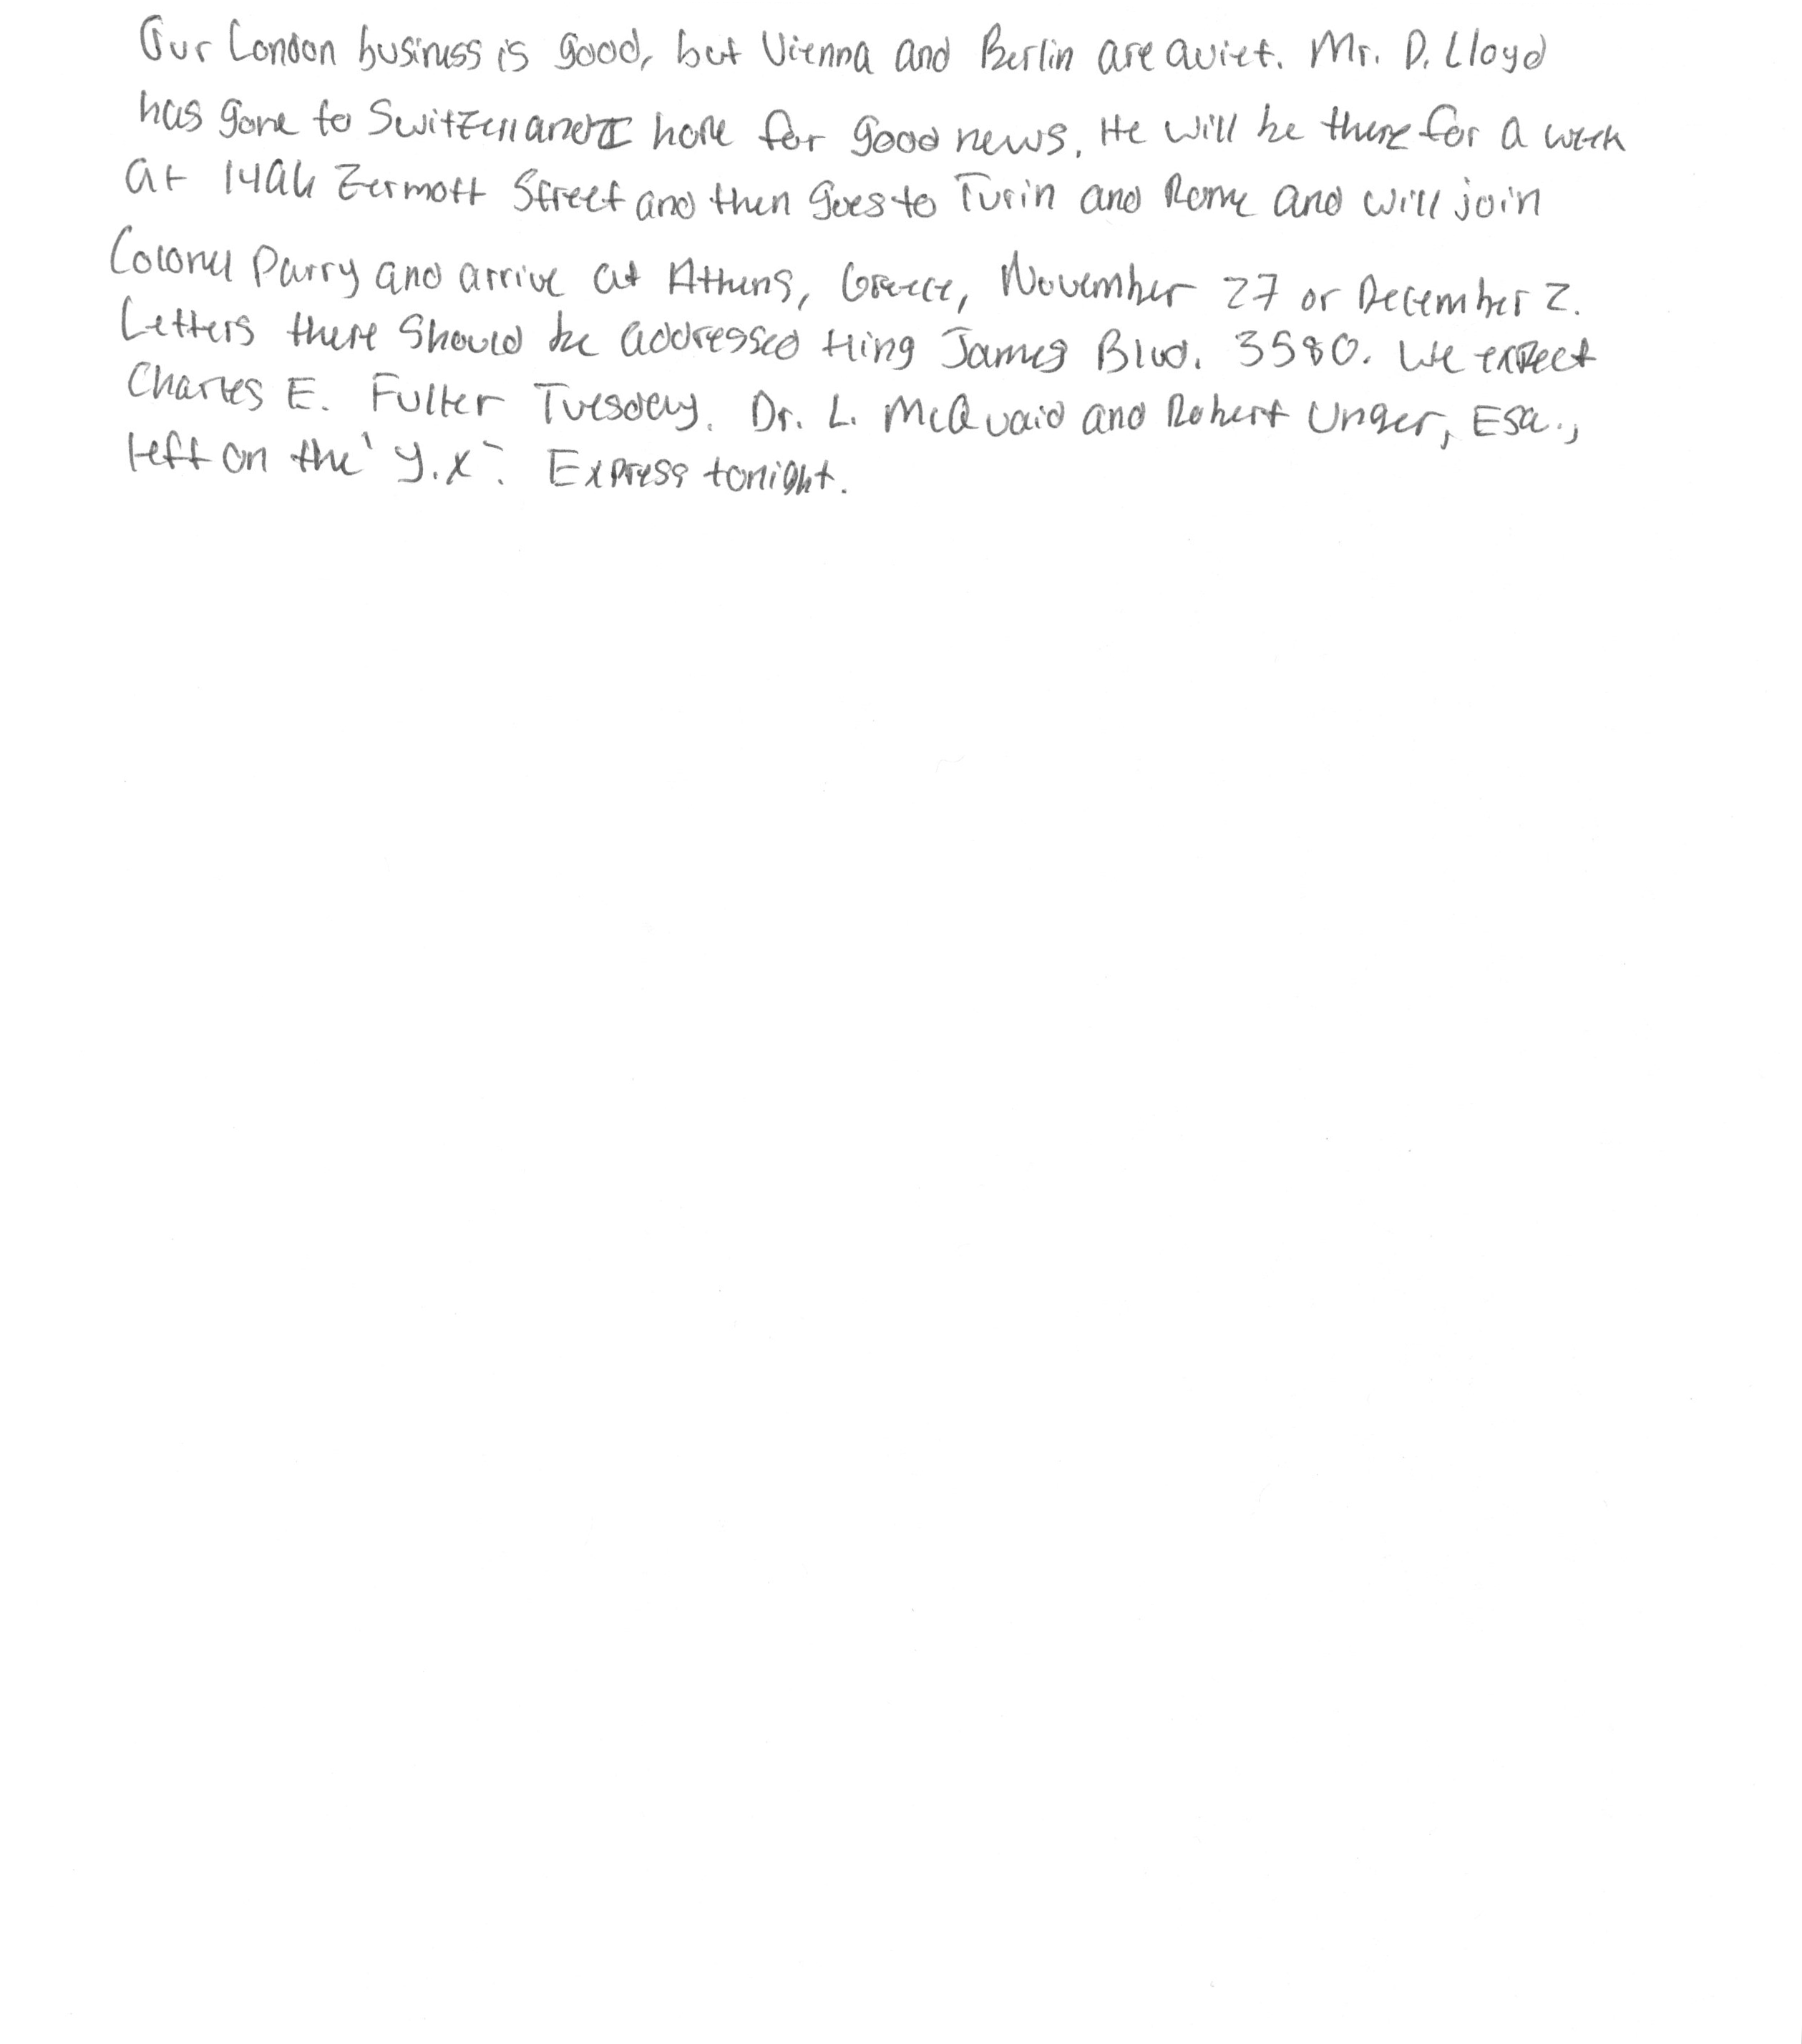 Our London business is good, but Vienna and Berlin are quiet. Mr. D. Lloyd
has gone to Switzerland I hope for good news. He will be there for a week
at 1496 Zermott Street and then goes to Turin and Rome and will join
Colonel Parry and arrive at Athens, Greece, November 27 or December 2.
Letters there should be addressed King James Blvd. 3580. We expect
Charles E. Fuller Tuesday. Dr. L. McQuaid and Robert Unger, Esq.,
left on the 'Y.X'. Express tonight.